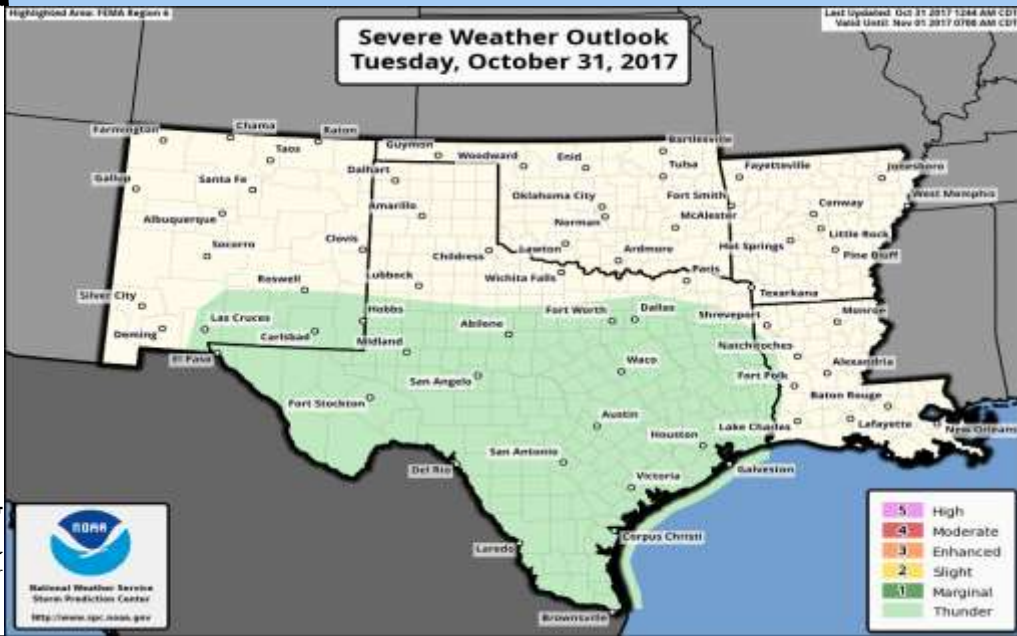 Highlighted Area: FEMA Region 6
Last Updated: Oct 31 2017 1244 AM CDT
Valid Until: Nov 01 2017 0700 AM CDT
Severe Weather Outlook
Tuesday, October 31, 2017
Farmington
Chama
Raton
Taos
Gallup
Santa Fe
Albuquerque
Socorro
Clovis
Roswell
Silver City
Las Cruces
Hobbs
Deming
Carlsbad
Guymon
Woodward
Enid
Bartlesville
Tulsa
Dalhart
Oklahoma City
Fort Smith
Amarillo
Norman
McAlester
Childress
Lawton
Ardmore
Lubbock
Wichita Falls
Paris
Fayetteville
Jonesboro
West Memphis
Conway
Little Rock
Hot Springs
Pine Bluff
Texarkana
El Paso
Midland
Abilene
Fort Worth
Dallas
Shreveport
Monroe
Natchitoches
Waco
San Angelo
Fort Polk
Alexandria
Fort Stockton
Baton Rouge
Austin
Lake Charles
Lafayette
New Orleans
Houston
San Antonio
Del Rio
Galveston
Victoria
Laredo
Corpus Christi
Brownsville
NOAA
National Weather Service
Storm Prediction Center
http://www.spc.noaa.gov
5 High
4 Moderate
3 Enhanced
2 Slight
1 Marginal
Thunder